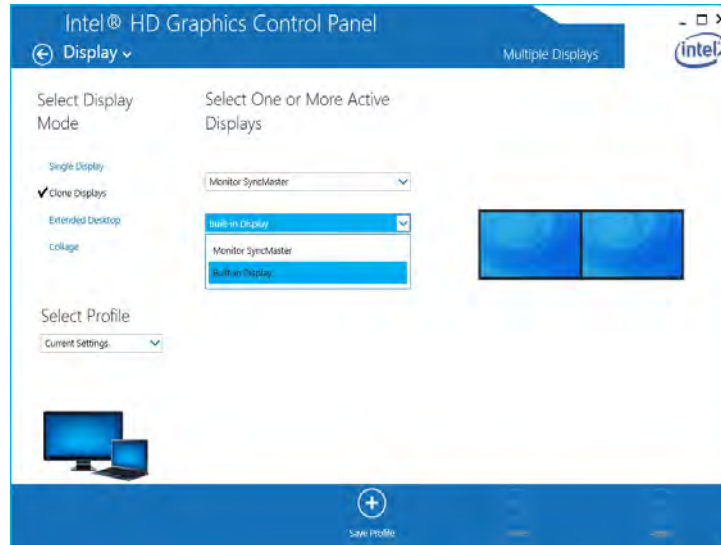 Intel® HD Graphics Control Panel
Display
Multiple Displays
intel
Select Display
Mode
Select One or More Active
Displays
Single Display
Clone Displays
Extended Desktop
Collage
Monitor SyncMaster
Built-in Display
Monitor SyncMaster
Built-in Display
Select Profile
Current Settings
Save Profile